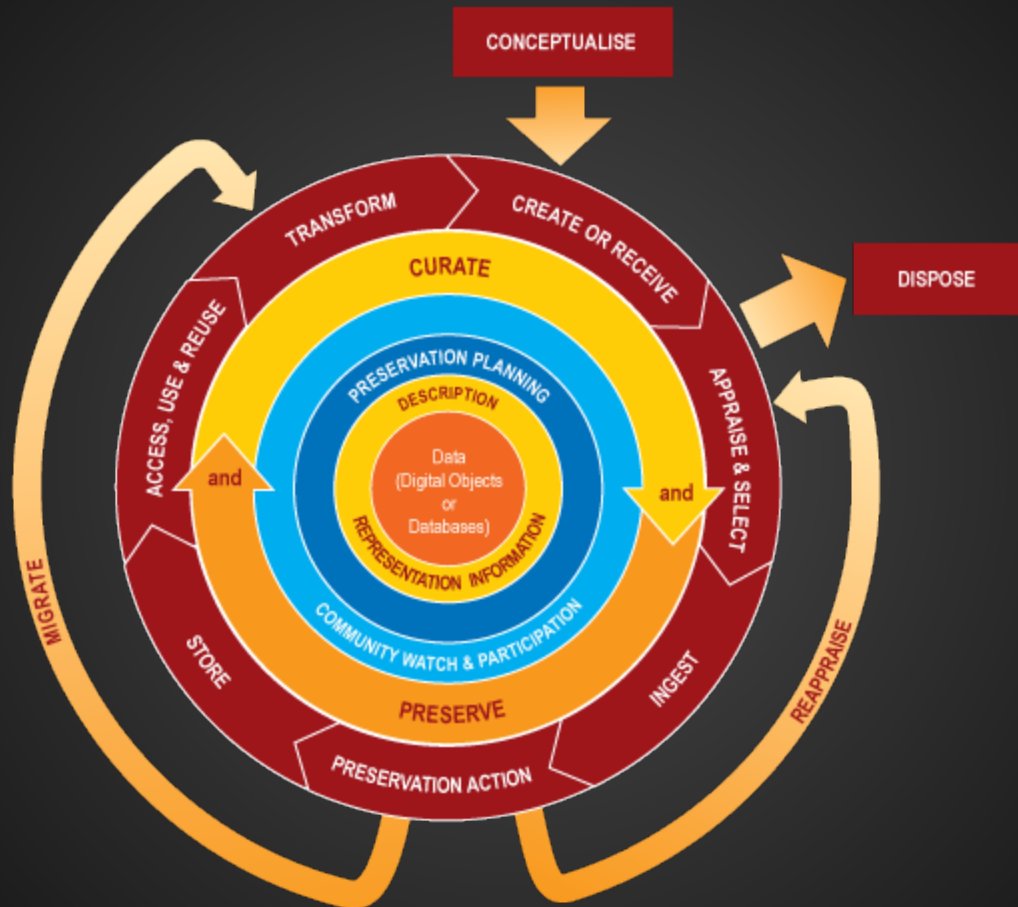 CONCEPTUALISE
DISPOSE
TRANSFORM
CREATE OR RECEIVE
APPRAISE & SELECT
INGEST
PRESERVATION ACTION
STORE
ACCESS, USE & REUSE
CURATE
and
PRESERVE
and
PRESERVATION PLANNING
COMMUNITY WATCH & PARTICIPATION
DESCRIPTION
REPRESENTATION INFORMATION
Data
(Digital Objects
or
Databases)
MIGRATE
REAPPRAISE